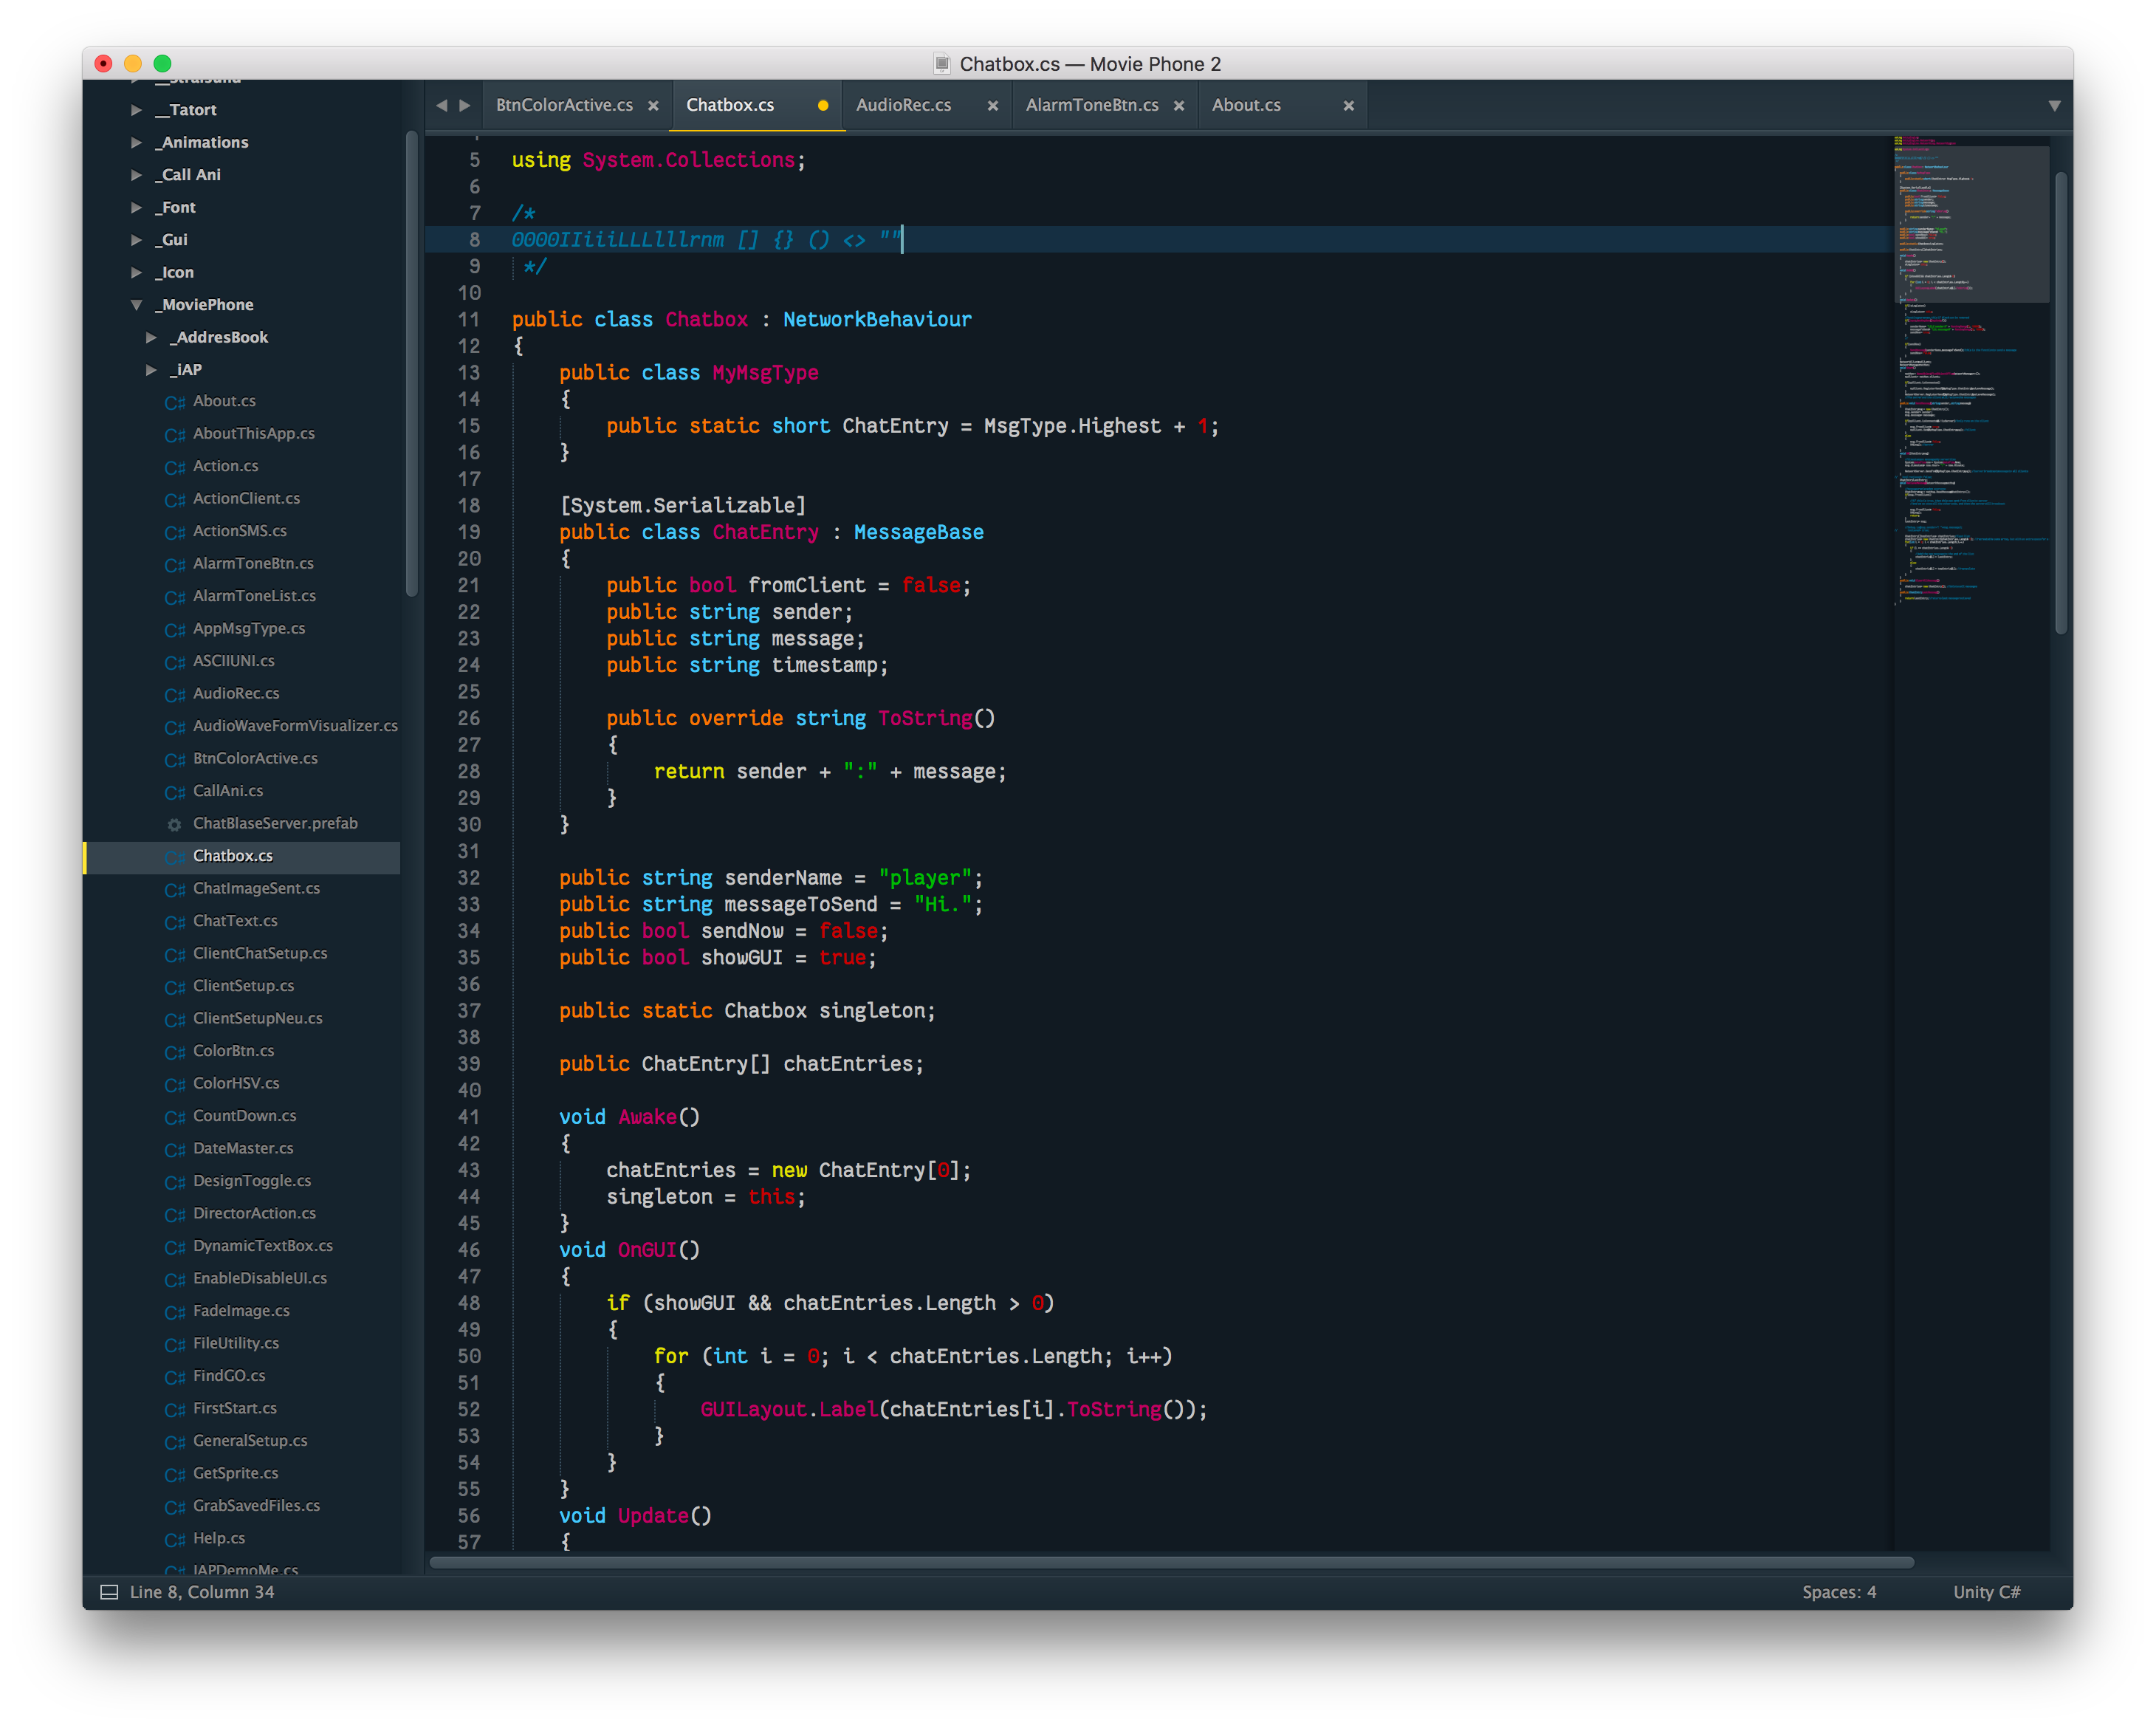 Chatbox.cs — Movie Phone 2
__Tatort
_Animations
_Call Ani
_Font
_Gui
_Icon
_MoviePhone
_AddresBook
_iAP
About.cs
AboutThisApp.cs
Action.cs
ActionClient.cs
ActionSMS.cs
AlarmToneBtn.cs
AlarmToneList.cs
AppMsgType.cs
ASCIIUNI.cs
AudioRec.cs
AudioWaveFormVisualizer.cs
BtnColorActive.cs
CallAni.cs
ChatBlaseServer.prefab
Chatbox.cs
ChatImageSent.cs
ChatText.cs
ClientChatSetup.cs
ClientSetup.cs
ClientSetupNeu.cs
ColorBtn.cs
ColorHSV.cs
CountDown.cs
DateMaster.cs
DesignToggle.cs
DirectorAction.cs
DynamicTextBox.cs
EnableDisableUI.cs
FadeImage.cs
FileUtility.cs
FindGO.cs
FirstStart.cs
GeneralSetup.cs
GetSprite.cs
GrabSavedFiles.cs
Help.cs
IAPDemoMe.cs
BtnColorActive.cs × Chatbox.cs AudioRec.cs × AlarmToneBtn.cs × About.cs ×
5 using System.Collections;
6
7 /*
8 0000IIiiiLLLlllrnm [] {} () <> ""
9 */
10
11 public class Chatbox : NetworkBehaviour
12 {
13 public class MyMsgType
14 {
15 public static short ChatEntry = MsgType.Highest + 1;
16 }
17
18 [System.Serializable]
19 public class ChatEntry : MessageBase
20 {
21 public bool fromClient = false;
22 public string sender;
23 public string message;
24 public string timestamp;
25
26 public override string ToString()
27 {
28 return sender + ":" + message;
29 }
30 }
31
32 public string senderName = "player";
33 public string messageToSend = "Hi.";
34 public bool sendNow = false;
35 public bool showGUI = true;
36
37 public static Chatbox singleton;
38
39 public ChatEntry[] chatEntries;
40
41 void Awake()
42 {
43 chatEntries = new ChatEntry[0];
44 singleton = this;
45 }
46 void OnGUI()
47 {
48 if (showGUI && chatEntries.Length > 0)
49 {
50 for (int i = 0; i < chatEntries.Length; i++)
51 {
52 GUILayout.Label(chatEntries[i].ToString());
53 }
54 }
55 }
56 void Update()
57 {
Line 8, Column 34
Spaces: 4
Unity C#